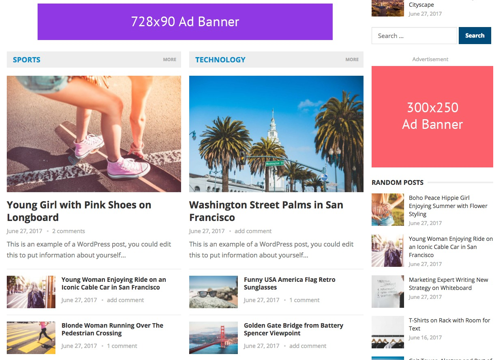 728x90 Ad Banner
SPORTS
MORE
Young Girl with Pink Shoes on
Longboard
June 27, 2017 • 2 comments
This is an example of a WordPress post, you could edit
this to put information about yourself...
Young Woman Enjoying Ride on an
Iconic Cable Car in San Francisco
June 27, 2017 • add comment
Blonde Woman Running Over The
Pedestrian Crossing
June 27, 2017 • 1 comment
TECHNOLOGY
MORE
Washington Street Palms in San
Francisco
June 27, 2017 • add comment
This is an example of a WordPress post, you could edit
this to put information about yourself...
Funny USA America Flag Retro
Sunglasses
June 27, 2017 • 1 comment
Golden Gate Bridge from Battery
Spencer Viewpoint
June 27, 2017 • add comment
Cityscape
June 27, 2017
Search ...
Search
Advertisement
300x250
Ad Banner
RANDOM POSTS
Boho Peace Hippie Girl
Enjoying Summer with Flower
Styling
June 27, 2017
Young Woman Enjoying Ride
on an Iconic Cable Car in San
Francisco
June 27, 2017
Marketing Expert Writing New
Strategy on Whiteboard
June 27, 2017
T-Shirts on Rack with Room for
Text
June 16, 2017